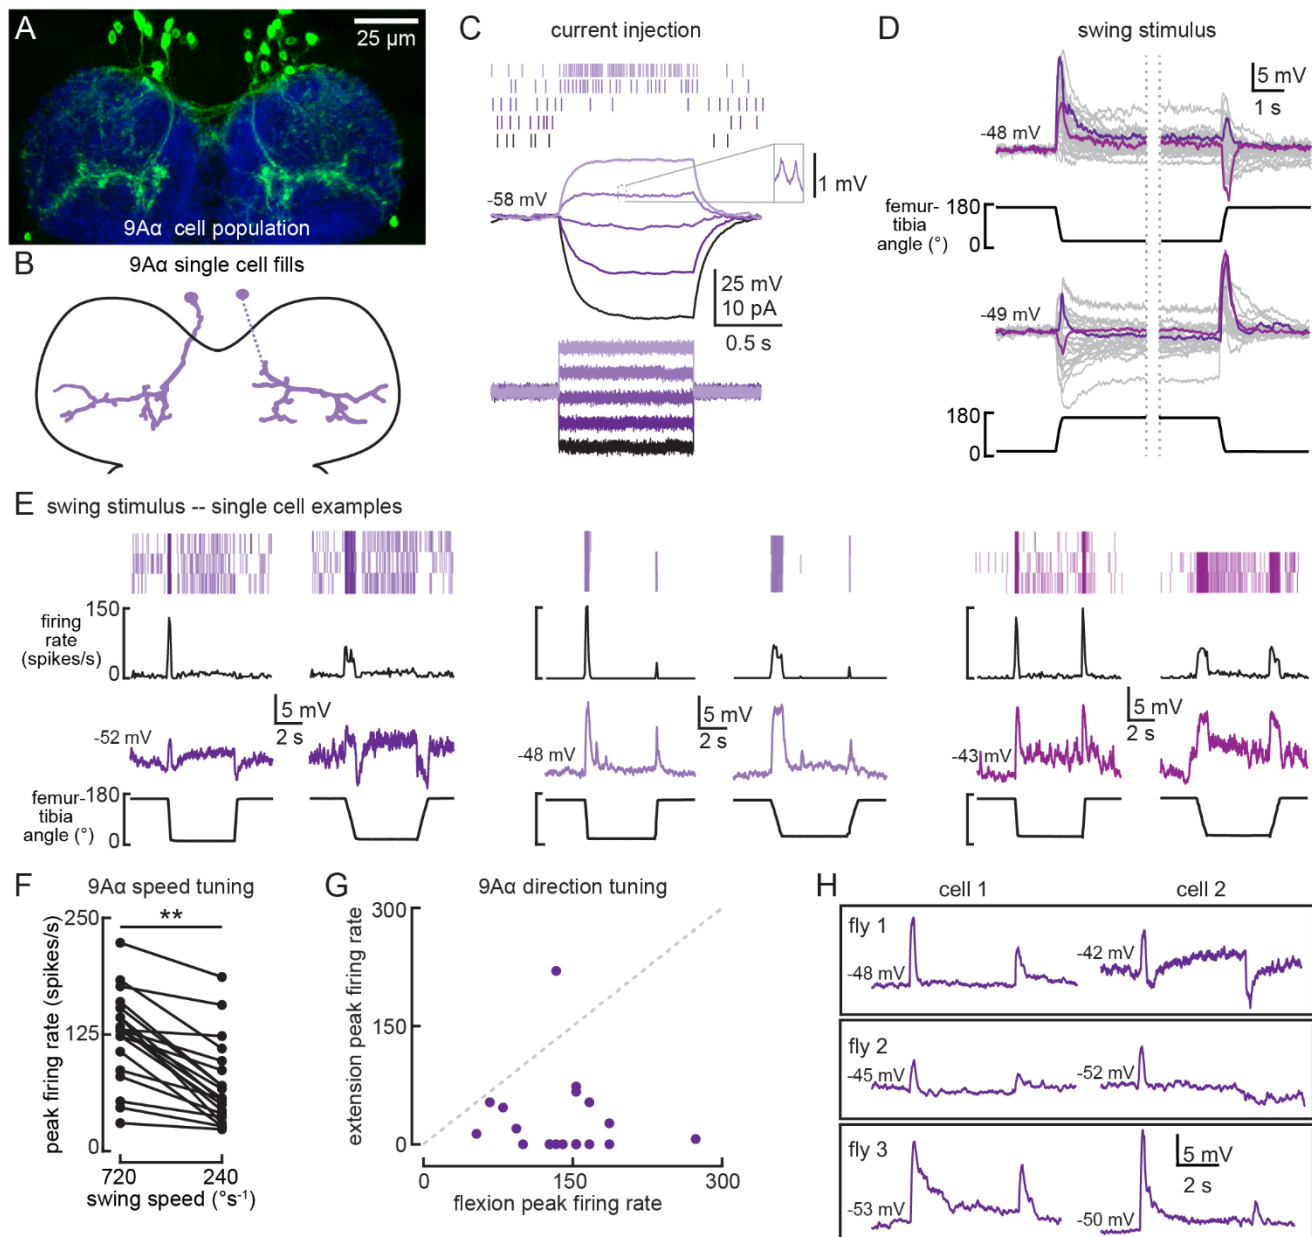 A
25 µm
9Aα cell population
B
9Aα single cell fills
C
current injection
-58 mV
1 mV
25 mV
10 pA
0.5 s
D
swing stimulus
5 mV
1 s
-48 mV
femur-
tibia
angle (°)
180
0
-49 mV
180
0
E
swing stimulus -- single cell examples
firing
rate
(spikes/s)
150
0
5 mV
2 s
-52 mV
5 mV
2 s
-48 mV
5 mV
2 s
-43 mV
femur-
tibia
angle (°)
180
0
F
9Aα speed tuning
**
peak firing rate (spikes/s)
250
125
0
720
240
swing speed (°s⁻¹)
G
9Aα direction tuning
extension peak firing rate
300
150
0
0
150
300
flexion peak firing rate
H
cell 1
cell 2
fly 1
-48 mV
-42 mV
fly 2
-45 mV
-52 mV
fly 3
-53 mV
-50 mV
5 mV
2 s